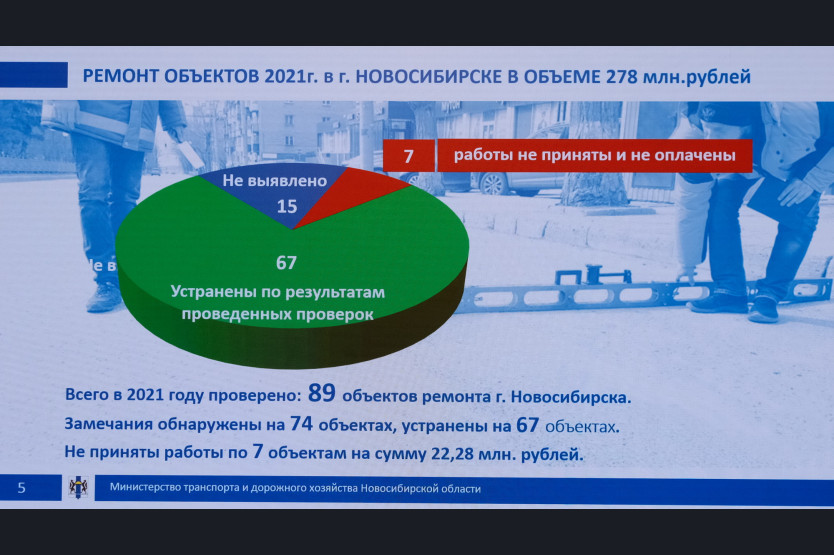 РЕМОНТ ОБЪЕКТОВ 2021г. в г. НОВОСИБИРСКЕ В ОБЪЕМЕ 278 млн.рублей
7 работы не приняты и не оплачены
Не выявлено
15
67
Устранены по результатам
проведенных проверок
Всего в 2021 году проверено: 89 объектов ремонта г. Новосибирска.
Замечания обнаружены на 74 объектах, устранены на 67 объектах.
Не приняты работы по 7 объектам на сумму 22,28 млн. рублей.
5 Министерство транспорта и дорожного хозяйства Новосибирской области